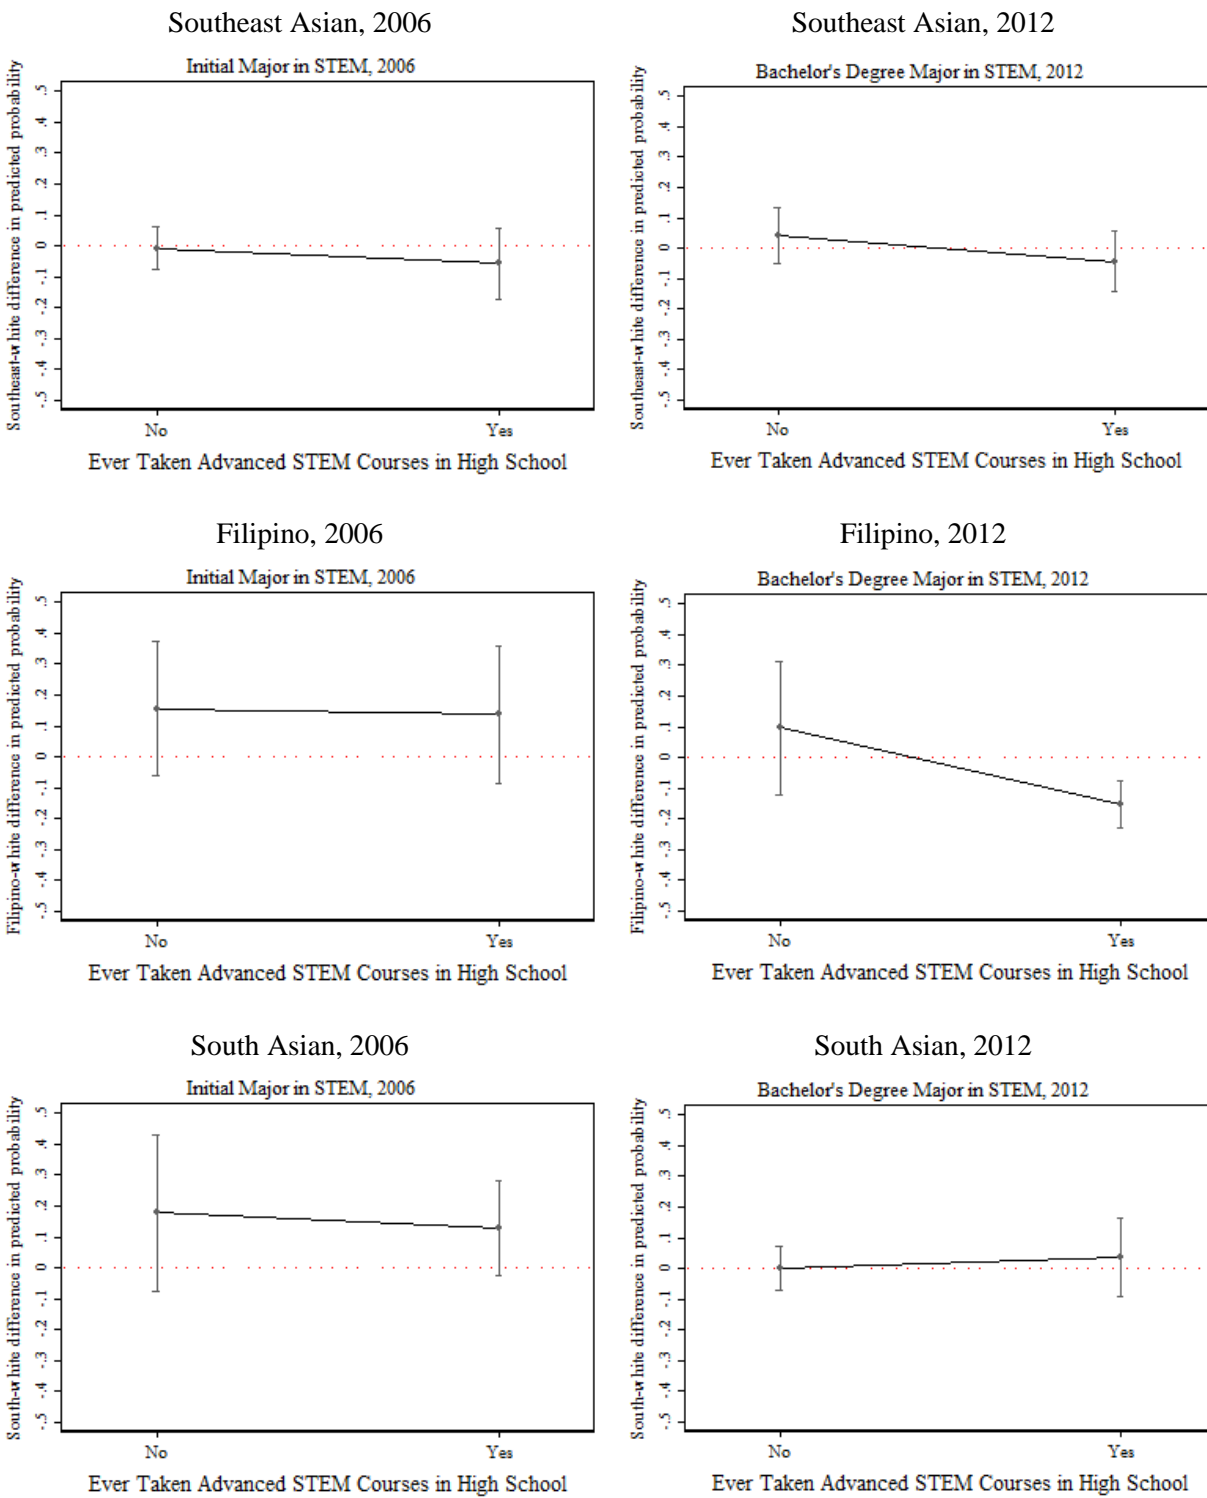 Southeast Asian, 2006
Initial Major in STEM, 2006
Southeast-white difference in predicted probability
.5
.4
.3
.2
.1
0
-.1
-.2
-.3
-.4
-.5
No Yes
Ever Taken Advanced STEM Courses in High School
Southeast Asian, 2012
Bachelor's Degree Major in STEM, 2012
Southeast-white difference in predicted probability
.5
.4
.3
.2
.1
0
-.1
-.2
-.3
-.4
-.5
No Yes
Ever Taken Advanced STEM Courses in High School
Filipino, 2006
Initial Major in STEM, 2006
Filipino-white difference in predicted probability
.5
.4
.3
.2
.1
0
-.1
-.2
-.3
-.4
-.5
No Yes
Ever Taken Advanced STEM Courses in High School
Filipino, 2012
Bachelor's Degree Major in STEM, 2012
Filipino-white difference in predicted probability
.5
.4
.3
.2
.1
0
-.1
-.2
-.3
-.4
-.5
No Yes
Ever Taken Advanced STEM Courses in High School
South Asian, 2006
Initial Major in STEM, 2006
South-white difference in predicted probability
.5
.4
.3
.2
.1
0
-.1
-.2
-.3
-.4
-.5
No Yes
Ever Taken Advanced STEM Courses in High School
South Asian, 2012
Bachelor's Degree Major in STEM, 2012
South-white difference in predicted probability
.5
.4
.3
.2
.1
0
-.1
-.2
-.3
-.4
-.5
No Yes
Ever Taken Advanced STEM Courses in High School